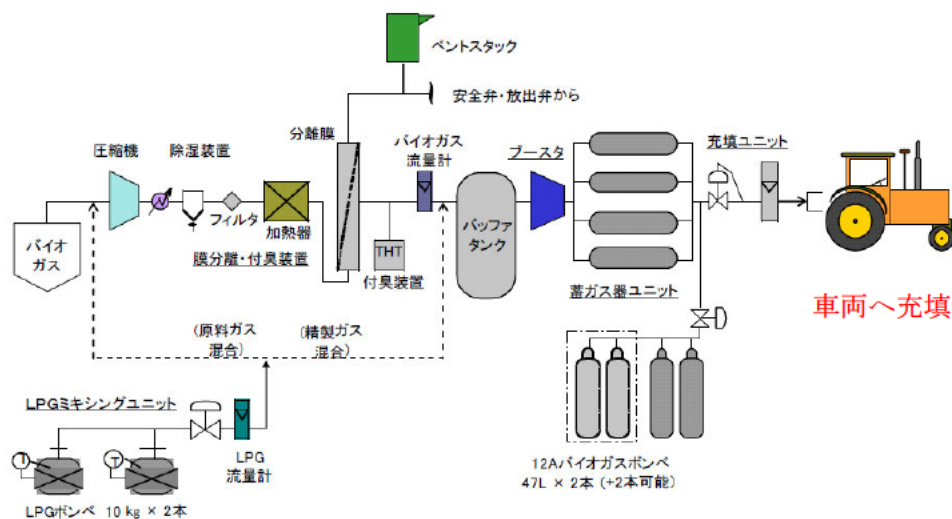 ベントスタック
安全弁・放出弁から
分離膜
バイオガス
流量計
圧縮機
除湿装置
ブースタ
充填ユニット
フィルタ
加熱器
バイオ
ガス
バッファ
タンク
THT
膜分離・付臭装置
付臭装置
蓄ガス器ユニット
車両へ充填
(原料ガス
混合)
(精製ガス
混合)
LPGミキシングユニット
LPG
流量計
T
T
12Aバイオガスボンベ
47L × 2本 (+2本可能)
LPGボンベ 10 kg × 2本